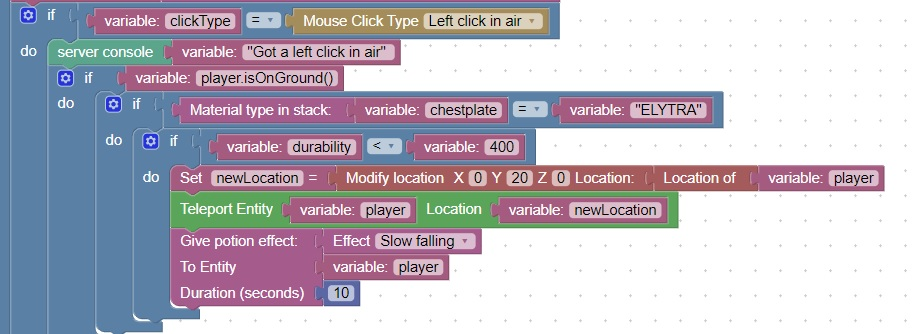 if variable: clickType = Mouse Click Type Left click in air
do server console variable: "Got a left click in air"
if variable: player.isOnGround()
do if Material type in stack: variable: chestplate = variable: "ELYTRA"
do if variable: durability < variable: 400
do Set newLocation = Modify location X 0 Y 20 Z 0 Location: Location of variable: player
Teleport Entity variable: player Location variable: newLocation
Give potion effect: Effect Slow falling
To Entity variable: player
Duration (seconds) 10